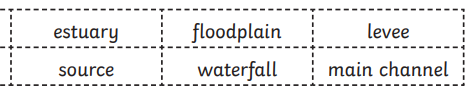 estuary floodplain levee
source waterfall main channel